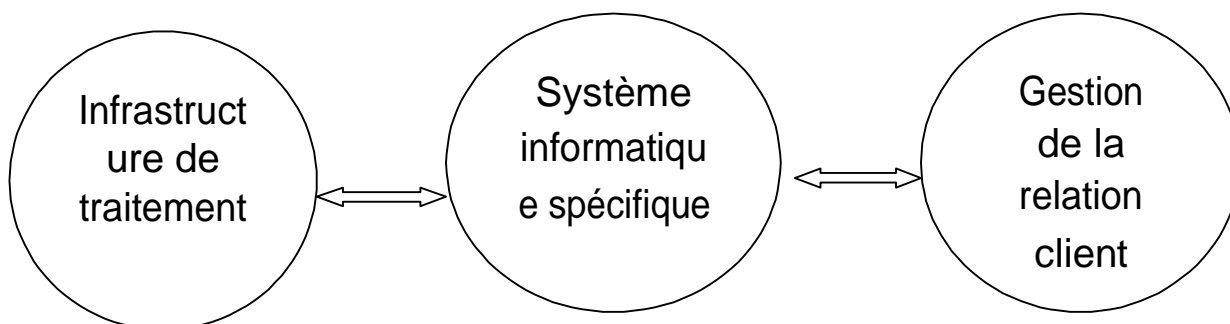 Infrastruct
ure de
traitement
Système
informatiqu
e spécifique
Gestion
de la
relation
client